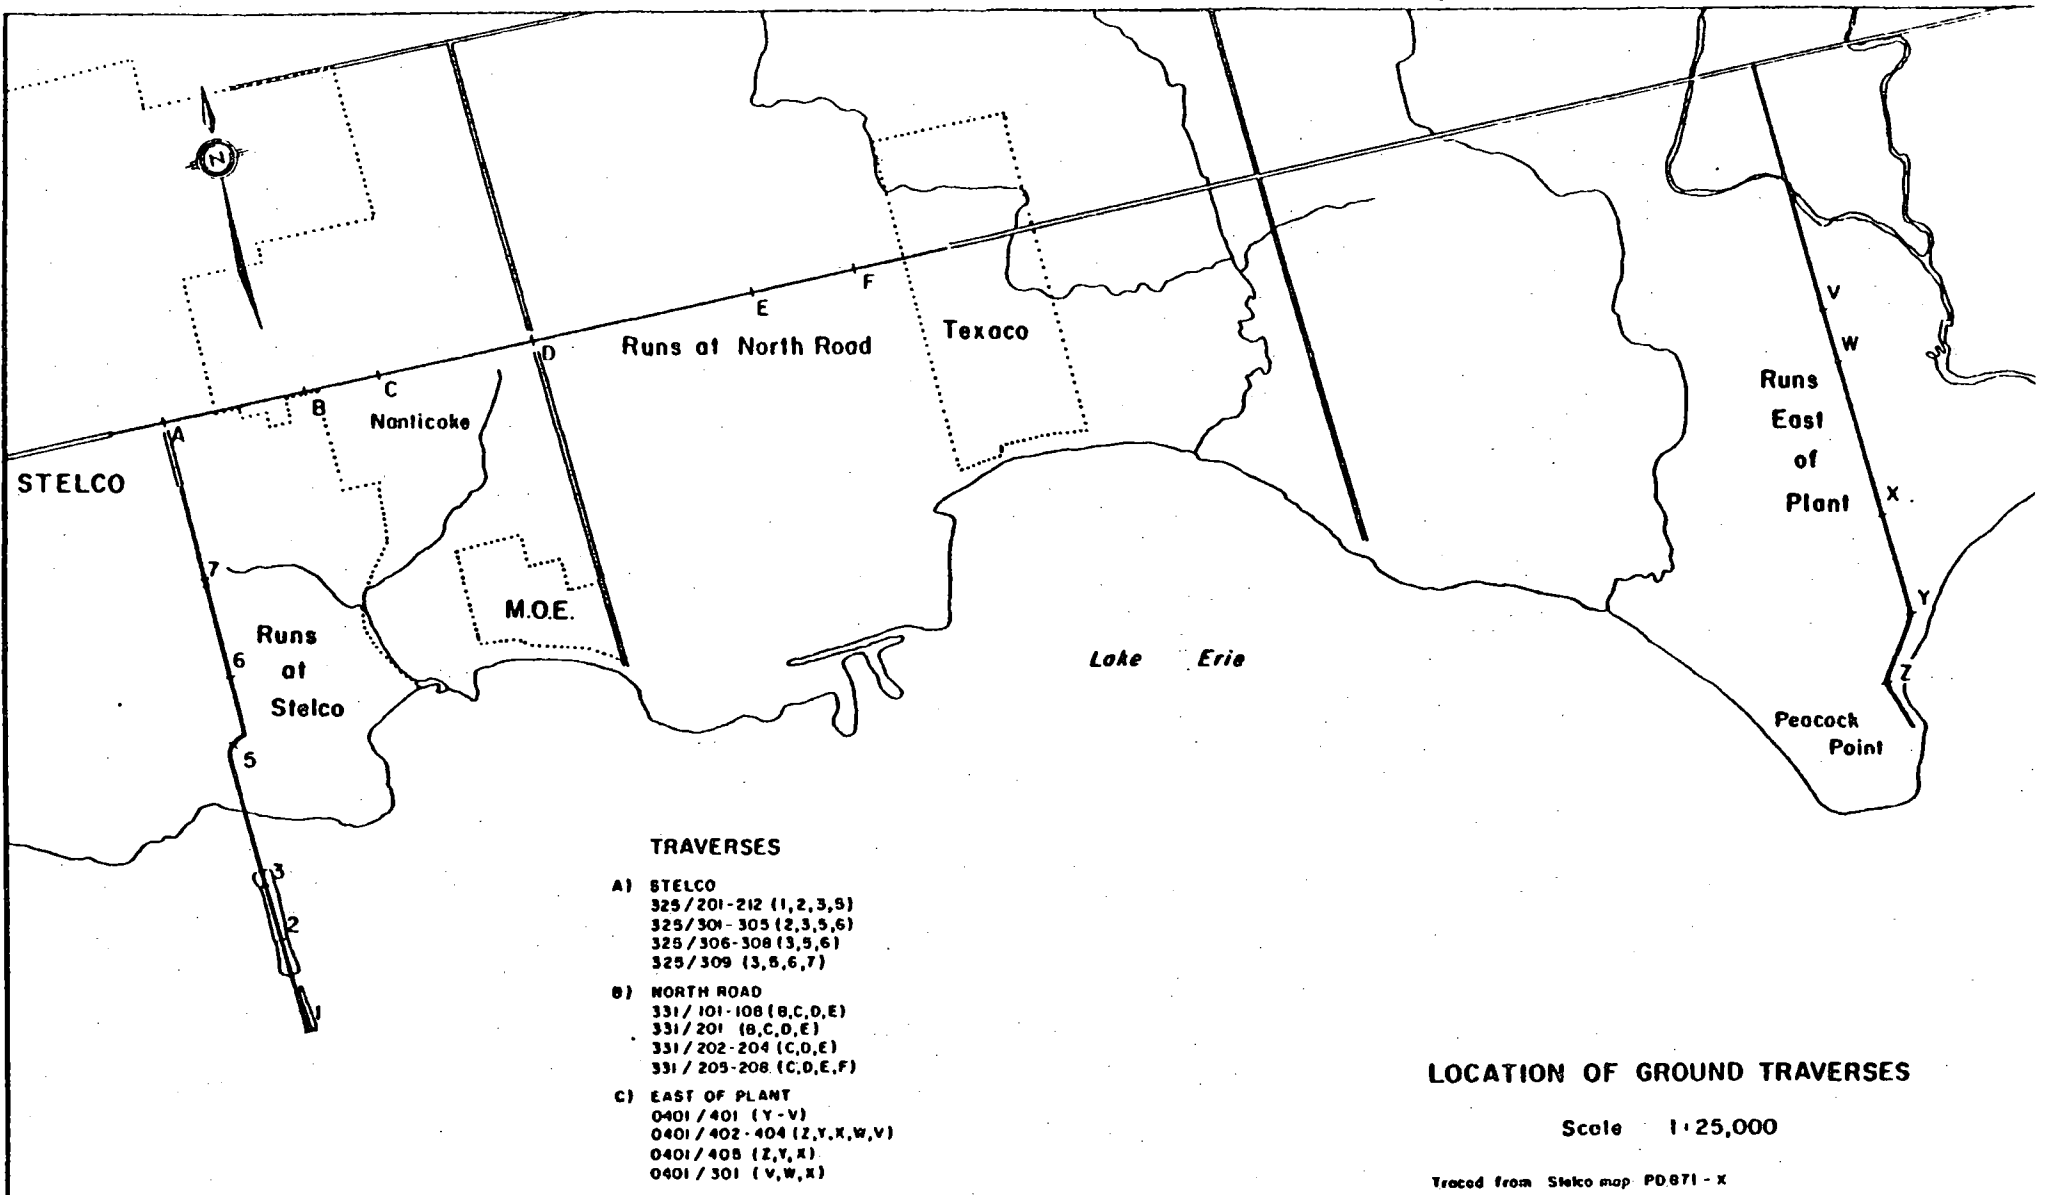 N
STELCO
A
B
C
D
E
F
Nanticoke
Runs at North Road
Texaco
7
6
5
3
2
1
Runs
at
Stelco
M.O.E.
Lake Erie
V
W
X
Y
Z
Runs
East
of
Plant
Peacock
Point
TRAVERSES
A) STELCO
325/201-212 (1,2,3,5)
325/301-305 (2,3,5,6)
325/306-308 (3,5,6)
325/309 (3,5,6,7)
B) NORTH ROAD
331/101-108 (B,C,D,E)
331/201 (B,C,D,E)
331/202-204 (C,D,E)
331/205-208 (C,D,E,F)
C) EAST OF PLANT
0401/401 (Y-V)
0401/402-404 (Z,Y,X,W,V)
0401/405 (Z,Y,X)
0401/301 (V,W,X)
LOCATION OF GROUND TRAVERSES
Scale 1:25,000
Traced from Stelco map PD871-X